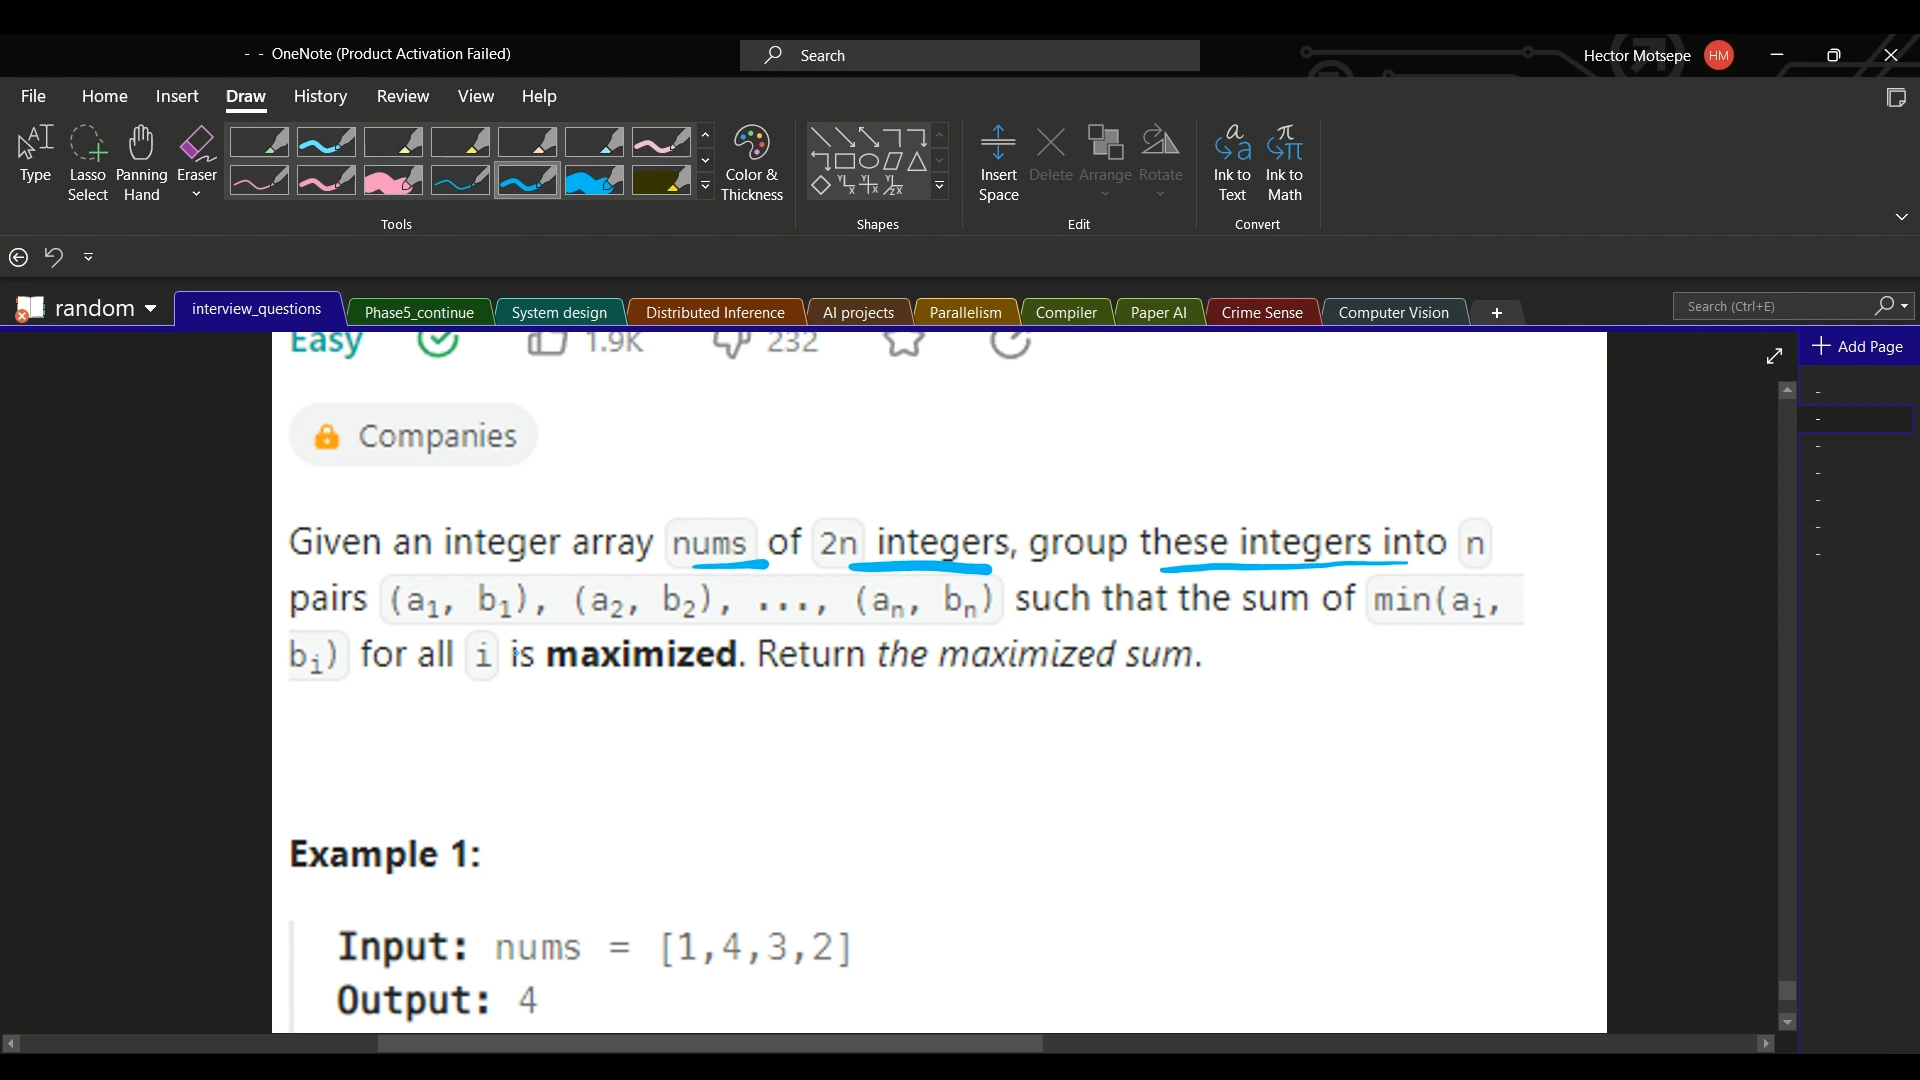 - - OneNote (Product Activation Failed)
Search
Hector Motsepe
HM
File Home Insert Draw History Review View Help
Type
Lasso Select
Panning Hand
Eraser
Color & Thickness
Insert Space
Delete
Arrange
Rotate
Ink to Text
Ink to Math
Tools
Shapes
Edit
Convert
random
interview_questions
Phase5_continue
System design
Distributed Inference
AI projects
Parallelism
Compiler
Paper AI
Crime Sense
Computer Vision
+
Search (Ctrl+E)
Add Page
Easy 1.9K 232
Companies
Given an integer array nums of 2n integers, group these integers into n
pairs (a₁, b₁), (a₂, b₂), ..., (aₙ, bₙ) such that the sum of min(aᵢ,
bᵢ) for all i is maximized. Return the maximized sum.
Example 1:
Input: nums = [1,4,3,2]
Output: 4